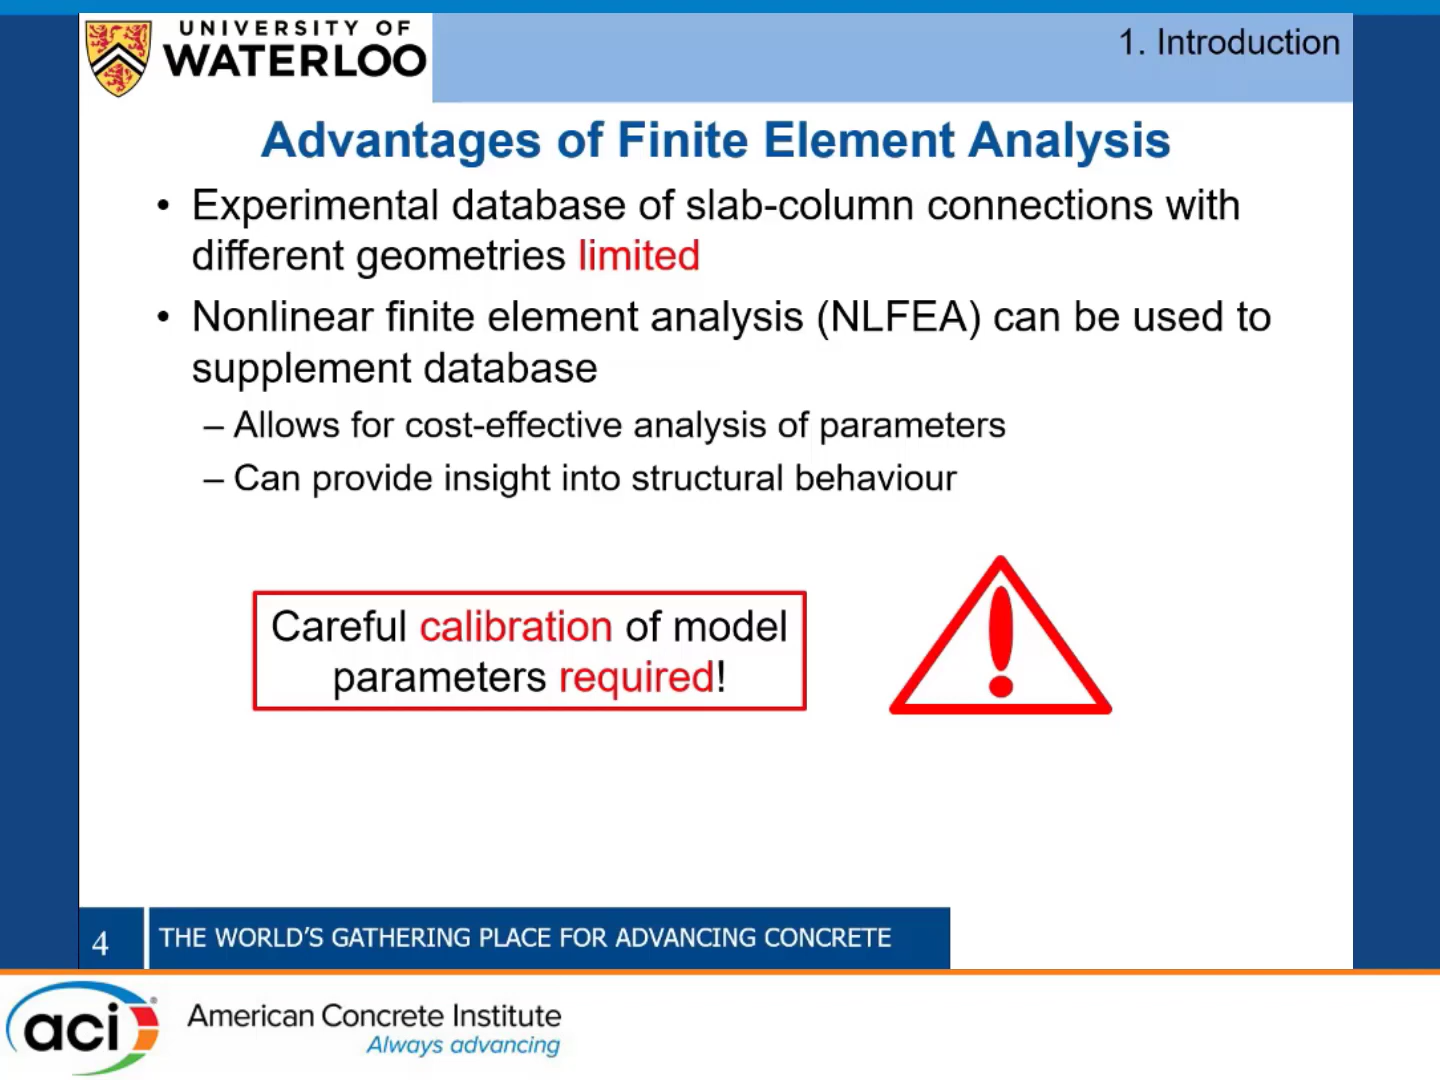 UNIVERSITY OF
WATERLOO
1. Introduction
Advantages of Finite Element Analysis
• Experimental database of slab-column connections with
different geometries limited
• Nonlinear finite element analysis (NLFEA) can be used to
supplement database
– Allows for cost-effective analysis of parameters
– Can provide insight into structural behaviour
Careful calibration of model
parameters required!
4
THE WORLD'S GATHERING PLACE FOR ADVANCING CONCRETE
aci®
American Concrete Institute
Always advancing